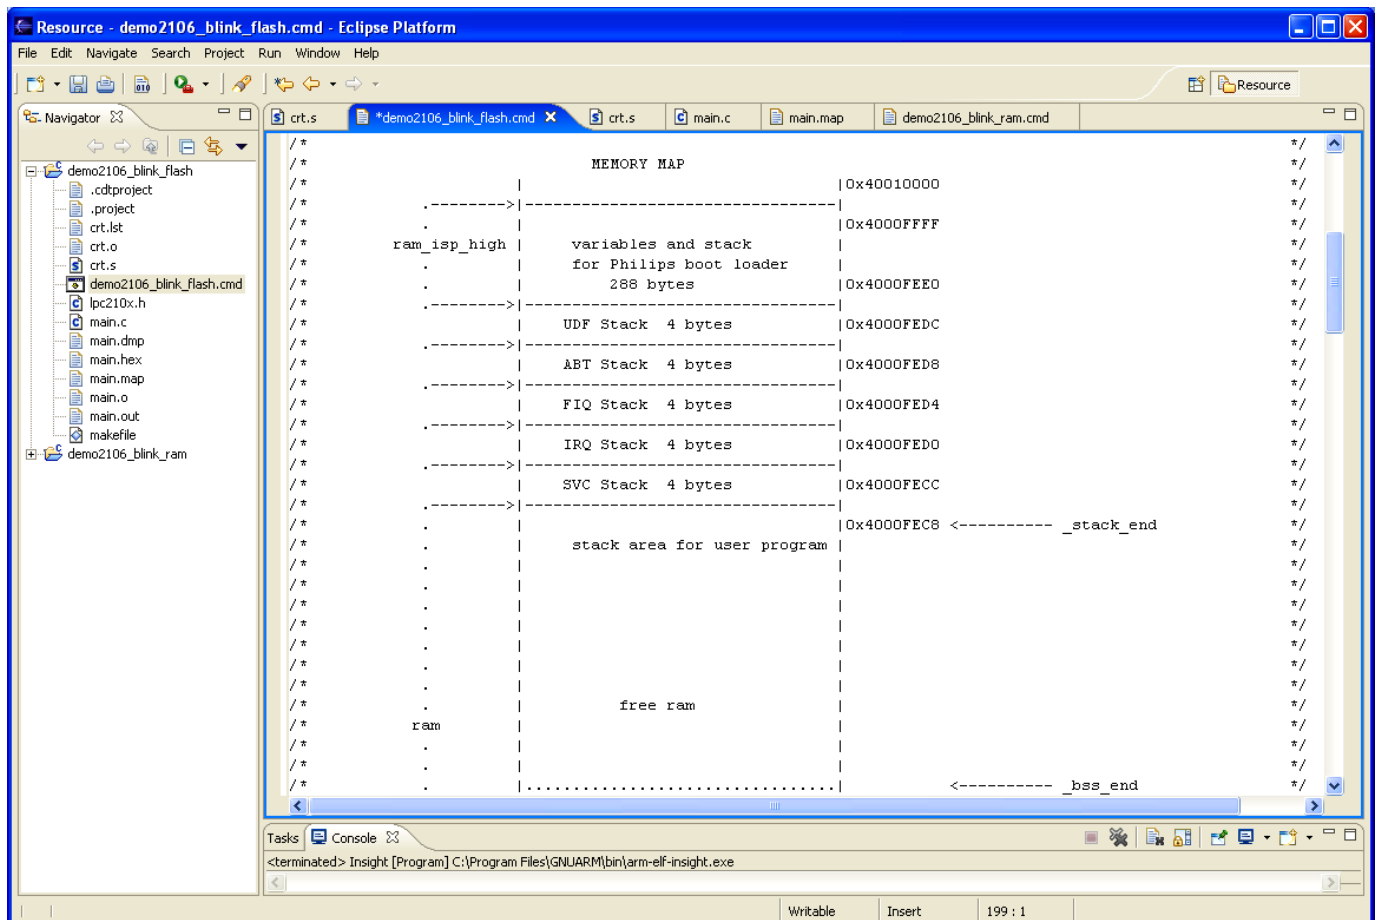 Resource - demo2106_blink_flash.cmd - Eclipse Platform
File Edit Navigate Search Project Run Window Help
Resource
Navigator
crt.s
*demo2106_blink_flash.cmd
crt.s
main.c
main.map
demo2106_blink_ram.cmd
demo2106_blink_flash
.cdtproject
.project
crt.lst
crt.o
crt.s
demo2106_blink_flash.cmd
lpc210x.h
main.c
main.dmp
main.hex
main.map
main.o
main.out
makefile
demo2106_blink_ram
/* */
/* MEMORY MAP */
/* | |0x40010000 */
/* .-------->|---------------------------------| */
/* . | |0x4000FFFF */
/* ram_isp_high | variables and stack | */
/* . | for Philips boot loader | */
/* . | 288 bytes |0x4000FEE0 */
/* .-------->|---------------------------------| */
/* | UDF Stack 4 bytes |0x4000FEDC */
/* .-------->|---------------------------------| */
/* | ABT Stack 4 bytes |0x4000FED8 */
/* .-------->|---------------------------------| */
/* | FIQ Stack 4 bytes |0x4000FED4 */
/* .-------->|---------------------------------| */
/* | IRQ Stack 4 bytes |0x4000FED0 */
/* .-------->|---------------------------------| */
/* | SVC Stack 4 bytes |0x4000FECC */
/* .-------->|---------------------------------| */
/* . | |0x4000FEC8 <---------- _stack_end */
/* . | stack area for user program | */
/* . | | */
/* . | | */
/* . | | */
/* . | | */
/* . | | */
/* . | | */
/* . | | */
/* . | free ram | */
/* ram | | */
/* . | | */
/* . | | */
/* . |.................................| <---------- _bss_end */
Tasks Console
<terminated> Insight [Program] C:\Program Files\GNUARM\bin\arm-elf-insight.exe
Writable Insert 199 : 1